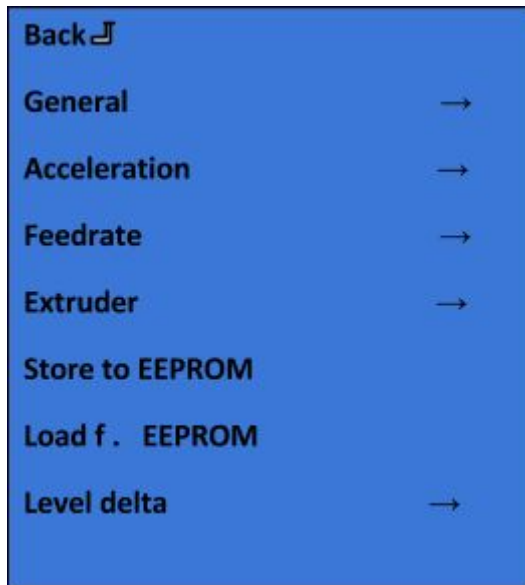 Back
General →
Acceleration →
Feedrate →
Extruder →
Store to EEPROM
Load f . EEPROM
Level delta →